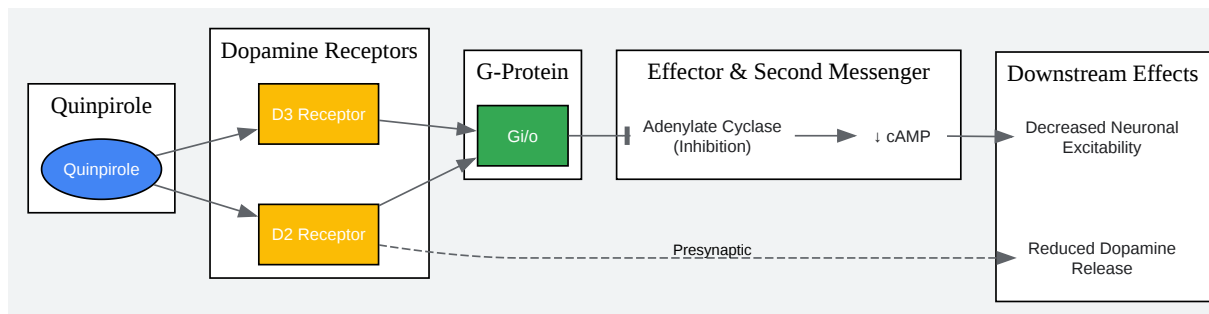 Quinpirole
Quinpirole
Dopamine Receptors
D3 Receptor
D2 Receptor
G-Protein
Gi/o
Effector & Second Messenger
Adenylate Cyclase
(Inhibition)
↓ cAMP
Downstream Effects
Decreased Neuronal
Excitability
Presynaptic
Reduced Dopamine
Release